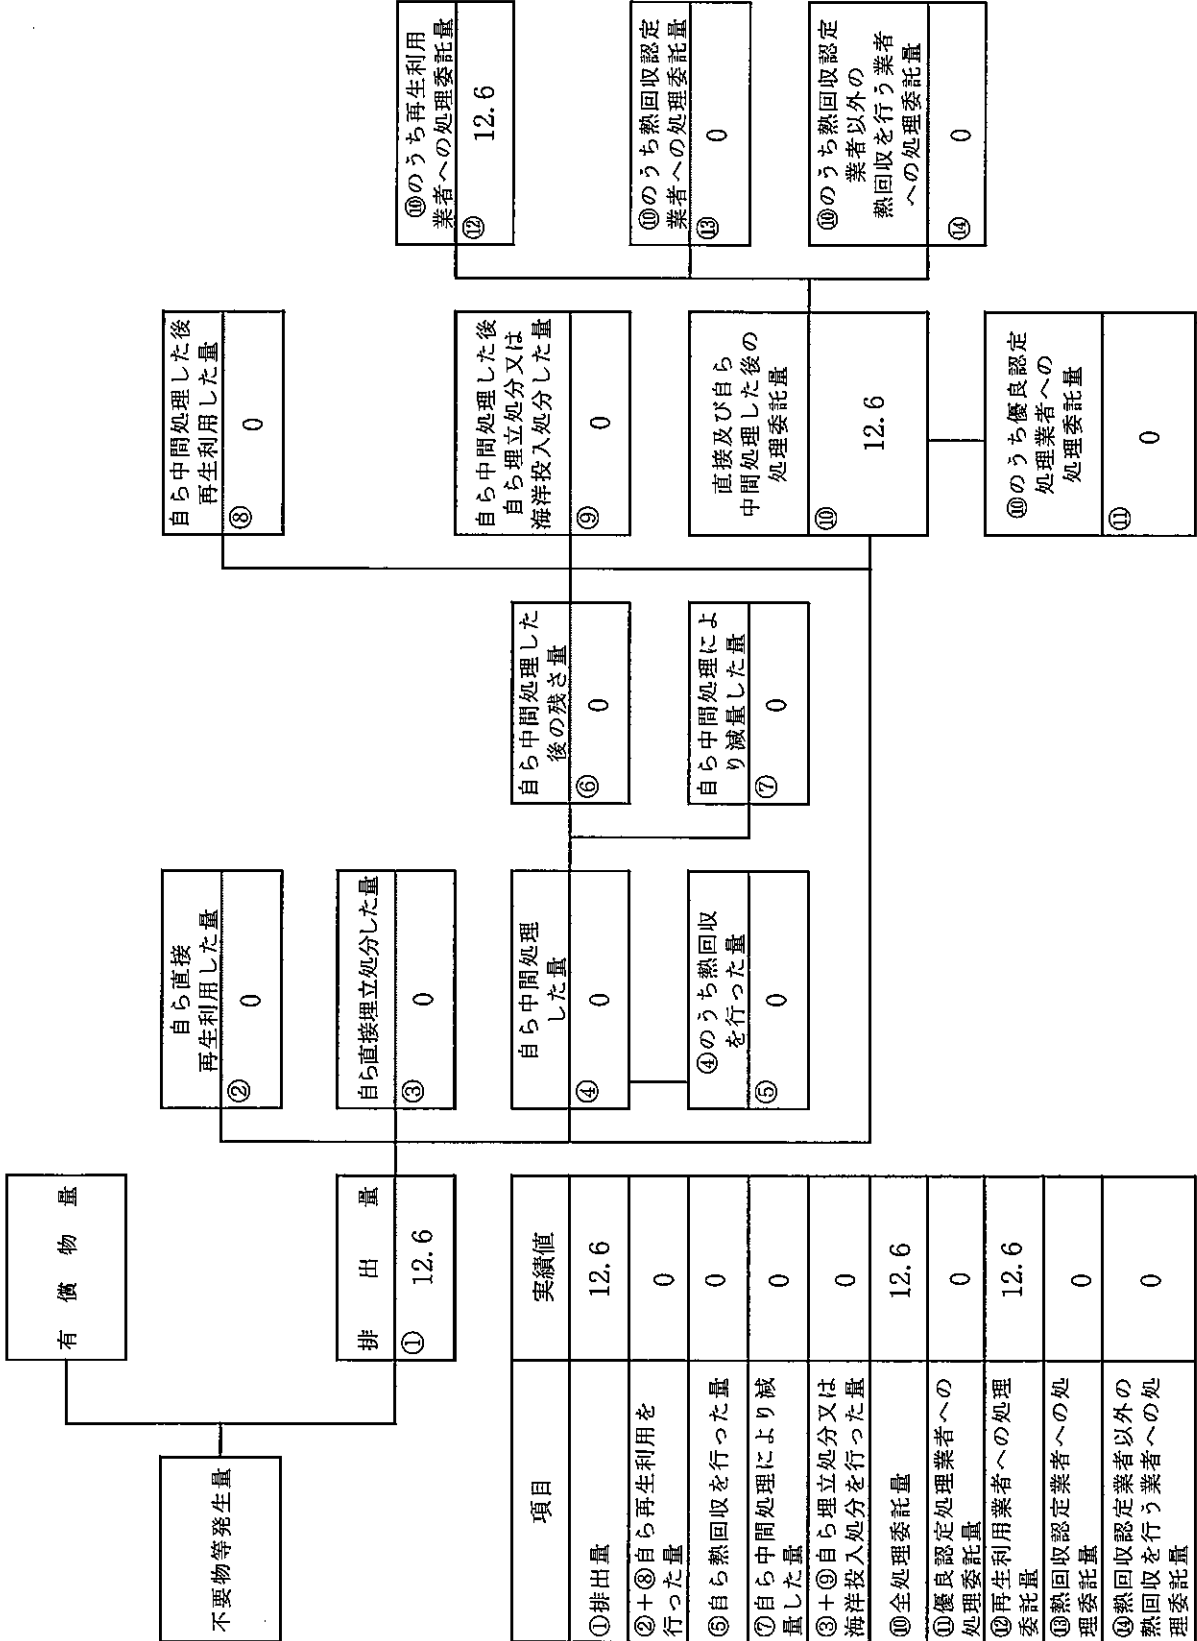 不要物等発生量
有償物量
排出量
① 12.6
自ら直接
再生利用した量
② 0
自ら直接埋立処分した量
③ 0
自ら中間処理
した量
④ 0
④のうち熱回収
を行った量
⑤ 0
自ら中間処理した
後の残さ量
⑥ 0
自ら中間処理によ
り減量した量
⑦ 0
自ら中間処理した後
再生利用した量
⑧ 0
自ら中間処理した後
自ら埋立処分又は
海洋投入処分した量
⑨ 0
直接及び自ら
中間処理した後の
処理委託量
⑩ 12.6
⑩のうち優良認定
処理業者への
処理委託量
⑪ 0
⑩のうち再生利用
業者への処理委託量
⑫ 12.6
⑩のうち熱回収認定
業者への処理委託量
⑬ 0
⑩のうち熱回収認定
業者以外の
熱回収を行う業者
への処理委託量
⑭ 0
項目 実績値
①排出量 12.6
②+⑧自ら再生利用を
行った量 0
⑤自ら熱回収を行った量 0
⑦自ら中間処理により減
量した量 0
③+⑨自ら埋立処分又は
海洋投入処分を行った量 0
⑩全処理委託量 12.6
⑪優良認定処理業者への
処理委託量 0
⑫再生利用業者への処理
委託量 12.6
⑬熱回収認定業者への処
理委託量 0
⑭熱回収認定業者以外の
熱回収を行う業者への処
理委託量 0